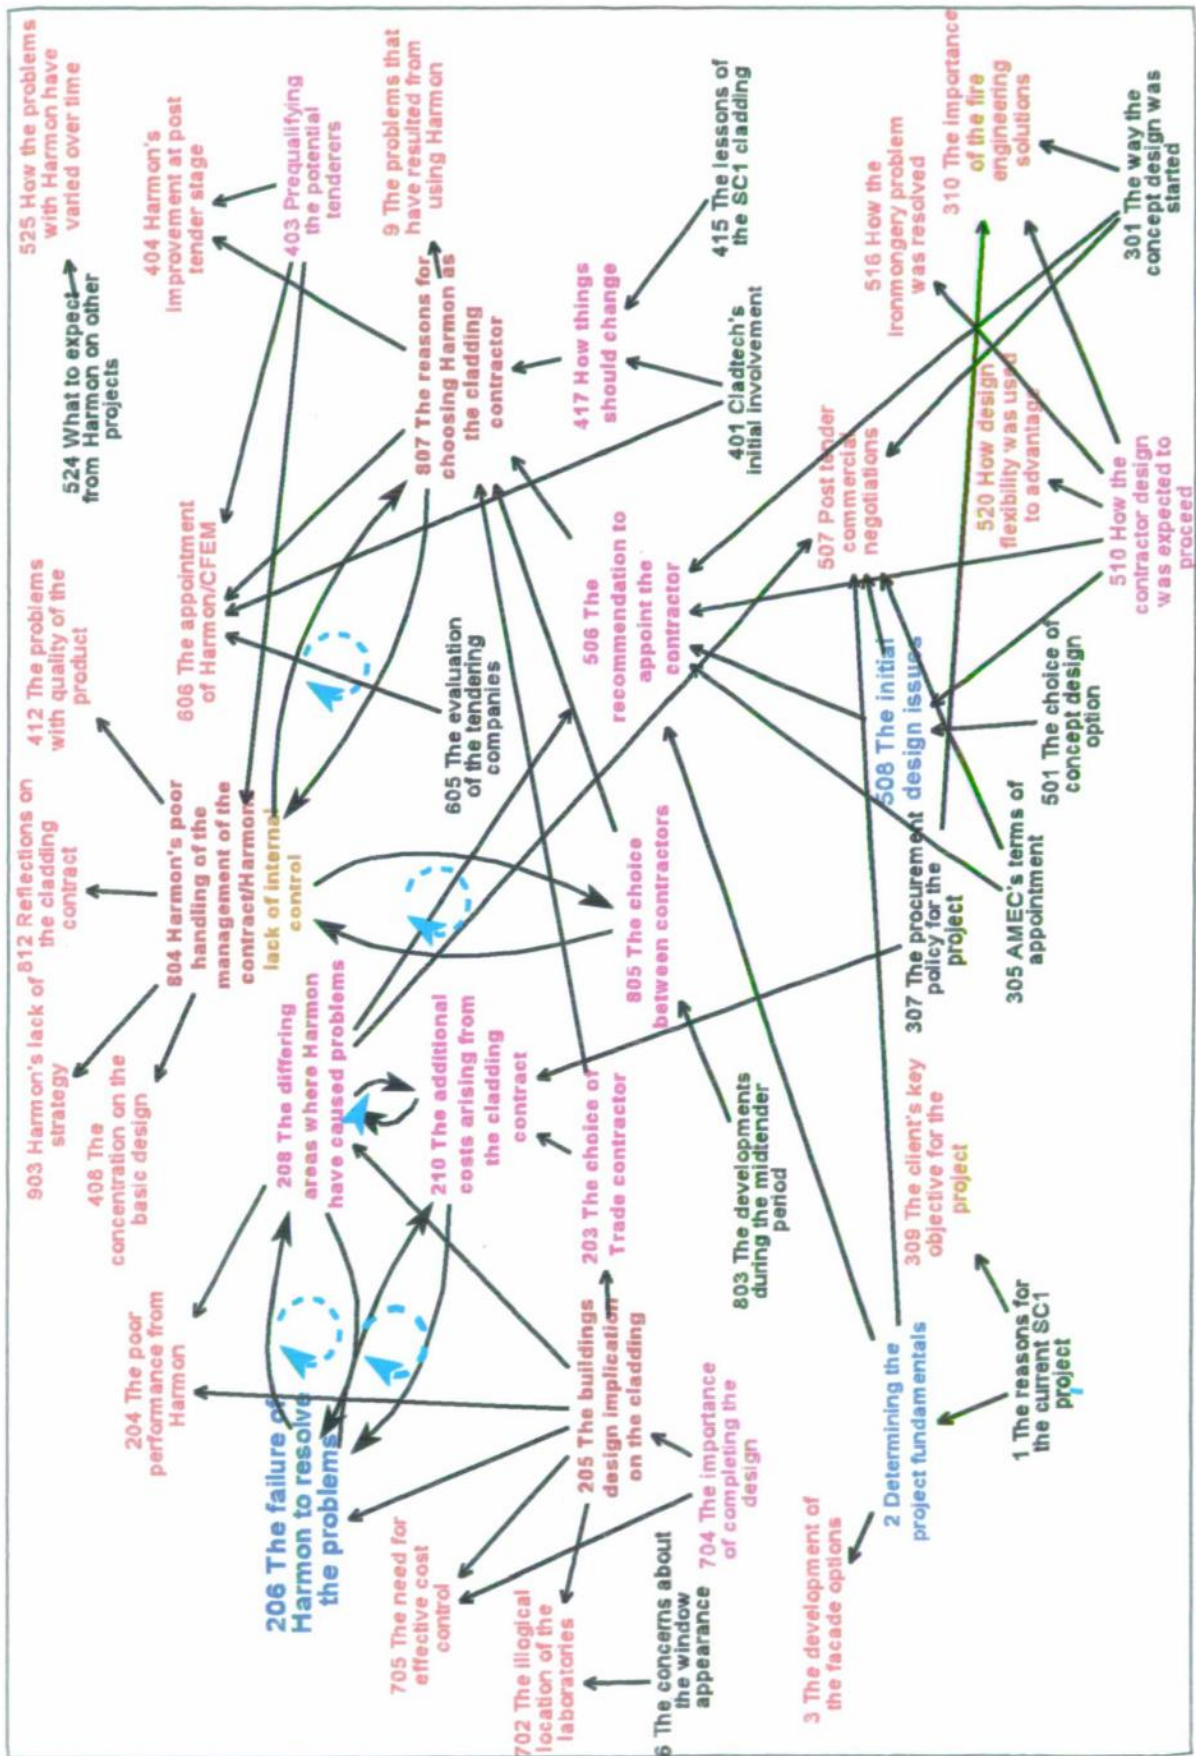 903 Harmon's lack of
strategy
812 Reflections on
the cladding
contract
412 The problems
with quality of the
product
525 How the problems
with Harmon have
varied over time
524 What to expect
from Harmon on other
projects
408 The
concentration on the
basic design
804 Harmon's poor
handling of the
management of the
contract/Harmon
lack of internal
control
606 The appointment
of Harmon/CFEM
404 Harmon's
improvement at post
tender stage
403 Prequalifying
the potential
tenderers
204 The poor
performance from
Harmon
208 The differing
areas where Harmon
have caused problems
9 The problems that
have resulted from
using Harmon
206 The failure of
Harmon to resolve
the problems
210 The additional
costs arising from
the cladding
contract
605 The evaluation
of the tendering
companies
807 The reasons for
choosing Harmon as
the cladding
contractor
705 The need for
effective cost
control
702 The illogical
location of the
laboratories
205 The buildings
design implication
on the cladding
203 The choice of
Trade contractor
805 The choice
between contractors
506 The
recommendation to
appoint the
contractor
417 How things
should change
415 The lessons of
the SC1 cladding
401 Cladtech's
initial involvement
6 The concerns about
the window
appearance
704 The importance
of completing the
design
803 The developments
during the midtender
period
3 The development of
the facade options
2 Determining the
project fundamentals
309 The client's key
objective for the
project
307 The procurement
policy for the
project
508 The initial
design issues
507 Post tender
commercial
negotiations
516 How the
ironmongery problem
was resolved
310 The importance
of the fire
engineering
solutions
520 How design
flexibility was used
to advantage
1 The reasons for
the current SC1
project
305 AMEC's terms of
appointment
501 The choice of
concept design
option
510 How the
contractor design
was expected to
proceed
301 The way the
concept design was
started